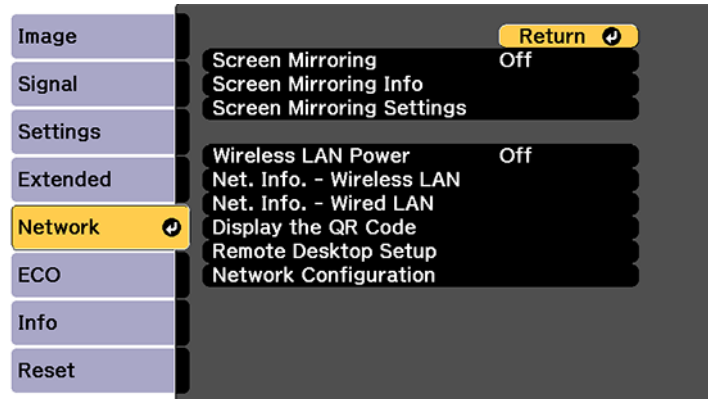 Image
Signal
Settings
Extended
Network
ECO
Info
Reset
Return
Screen Mirroring Off
Screen Mirroring Info
Screen Mirroring Settings
Wireless LAN Power Off
Net. Info. - Wireless LAN
Net. Info. - Wired LAN
Display the QR Code
Remote Desktop Setup
Network Configuration